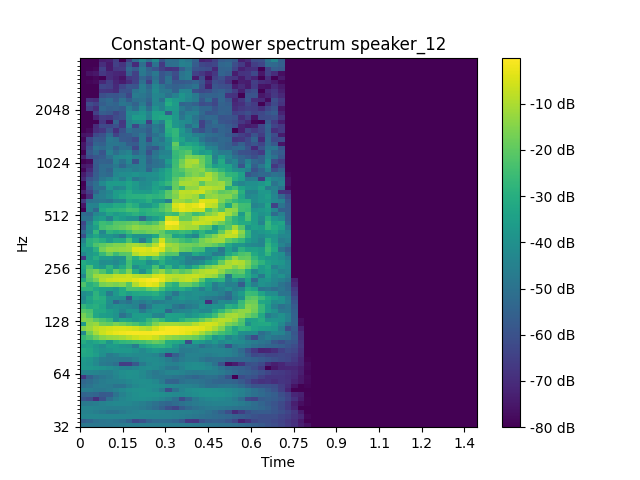 Constant-Q power spectrum speaker_12
Hz
2048
1024
512
256
128
64
32
0 0.15 0.3 0.45 0.6 0.75 0.9 1.1 1.2 1.4
Time
-10 dB
-20 dB
-30 dB
-40 dB
-50 dB
-60 dB
-70 dB
-80 dB